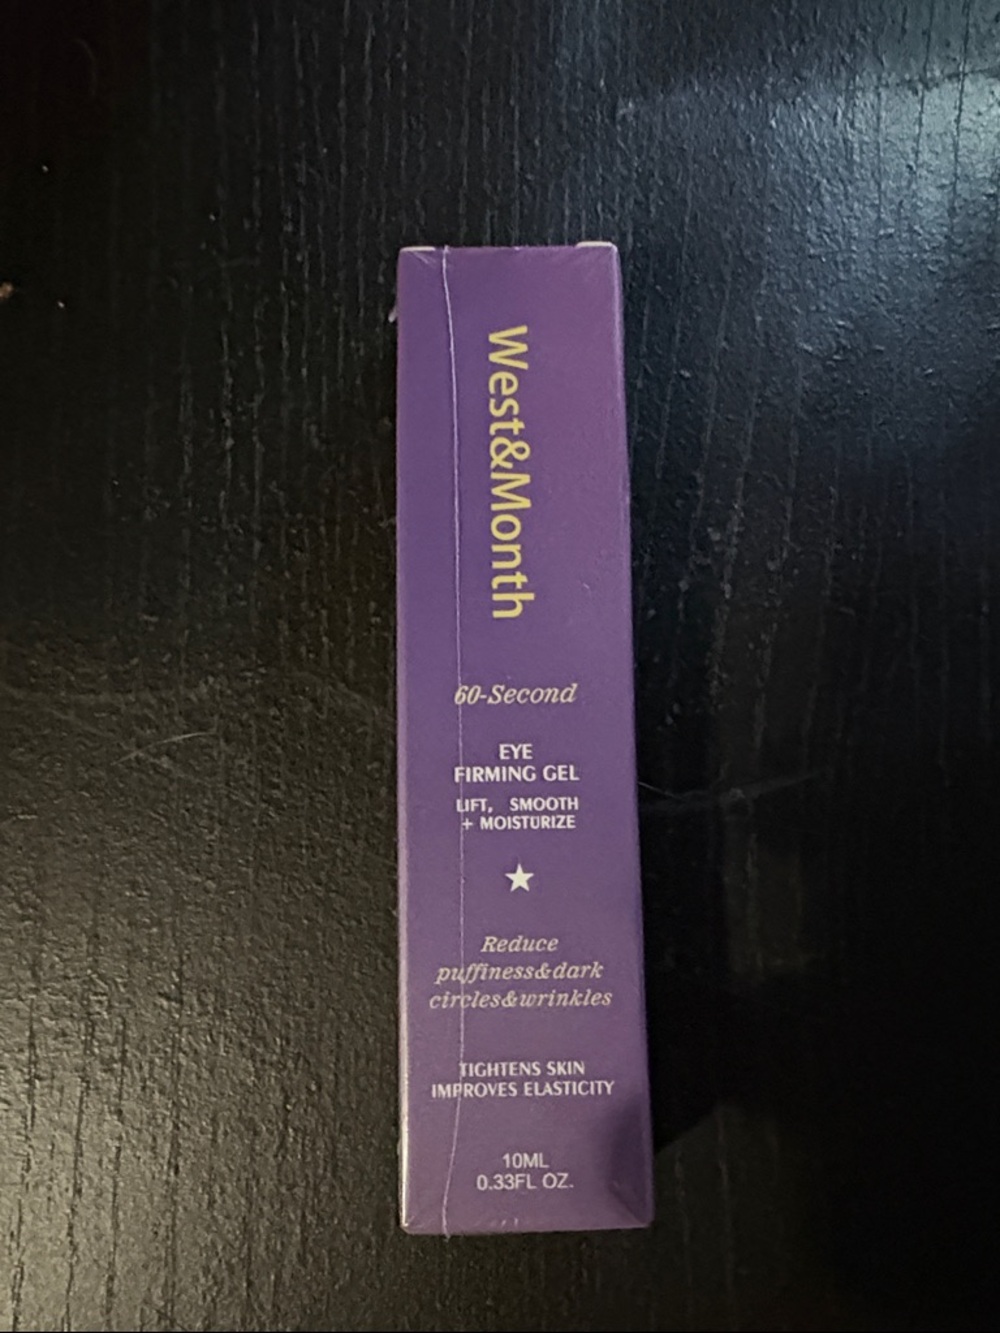 West&Month
60-Second
EYE
FIRMING GEL
LIFT, SMOOTH
+ MOISTURIZE
Reduce
puffiness&dark
circles&wrinkles
TIGHTENS SKIN
IMPROVES ELASTICITY
10ML
0.33FL OZ.